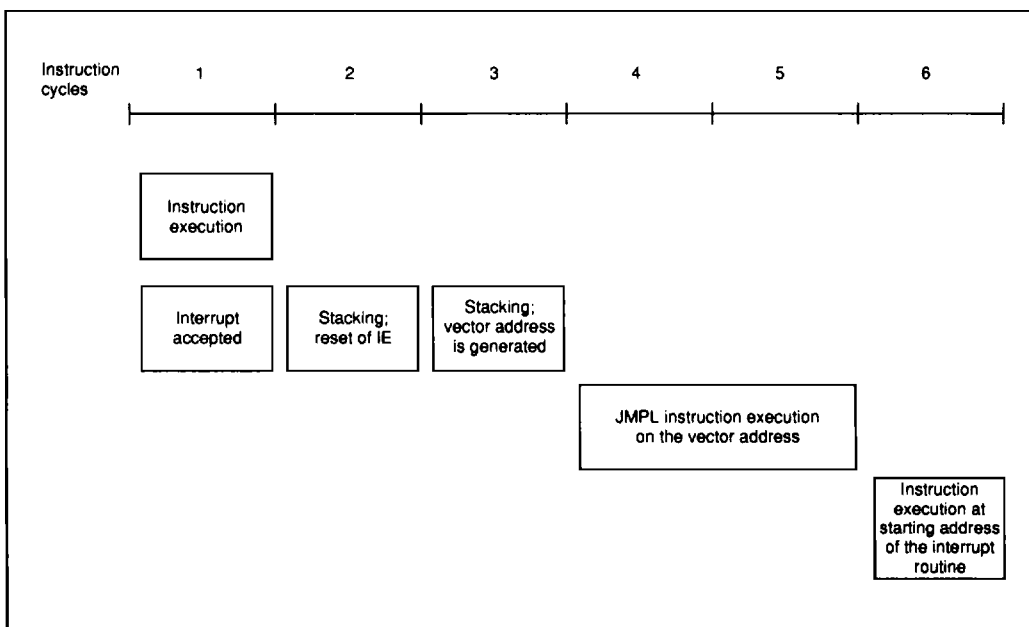 Instruction
cycles
1 2 3 4 5 6
Instruction
execution
Interrupt
accepted
Stacking;
reset of IE
Stacking;
vector address
is generated
JMPL instruction execution
on the vector address
Instruction
execution at
starting address
of the interrupt
routine